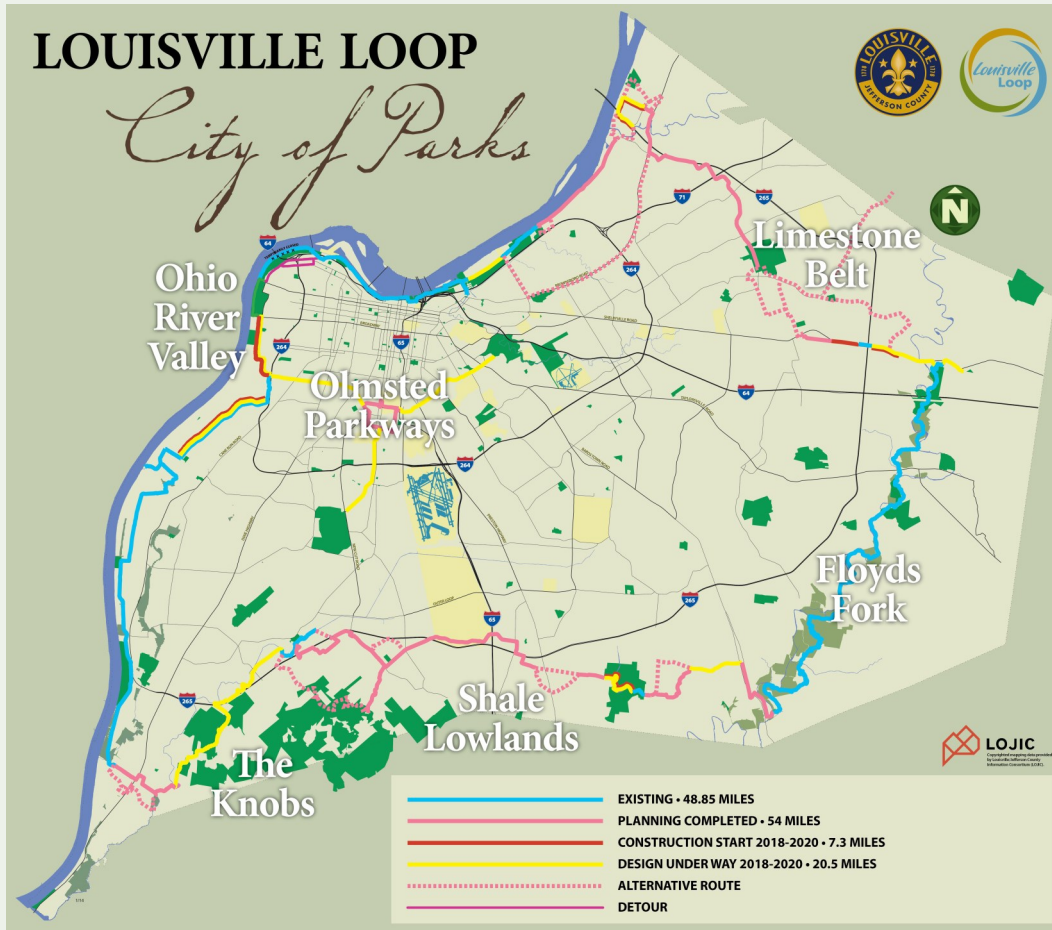 LOUISVILLE LOOP
City of Parks
LOUISVILLE
1778
1778
JEFFERSON COUNTY
Louisville
Loop
N
64
71
265
264
Limestone
Belt
Ohio
River
Valley
264
65
Olmsted
Parkways
64
264
Floyds
Fork
265
65
265
Shale
Lowlands
The
Knobs
LOJIC
EXISTING • 48.85 MILES
PLANNING COMPLETED • 54 MILES
CONSTRUCTION START 2018-2020 • 7.3 MILES
DESIGN UNDER WAY 2018-2020 • 20.5 MILES
ALTERNATIVE ROUTE
DETOUR